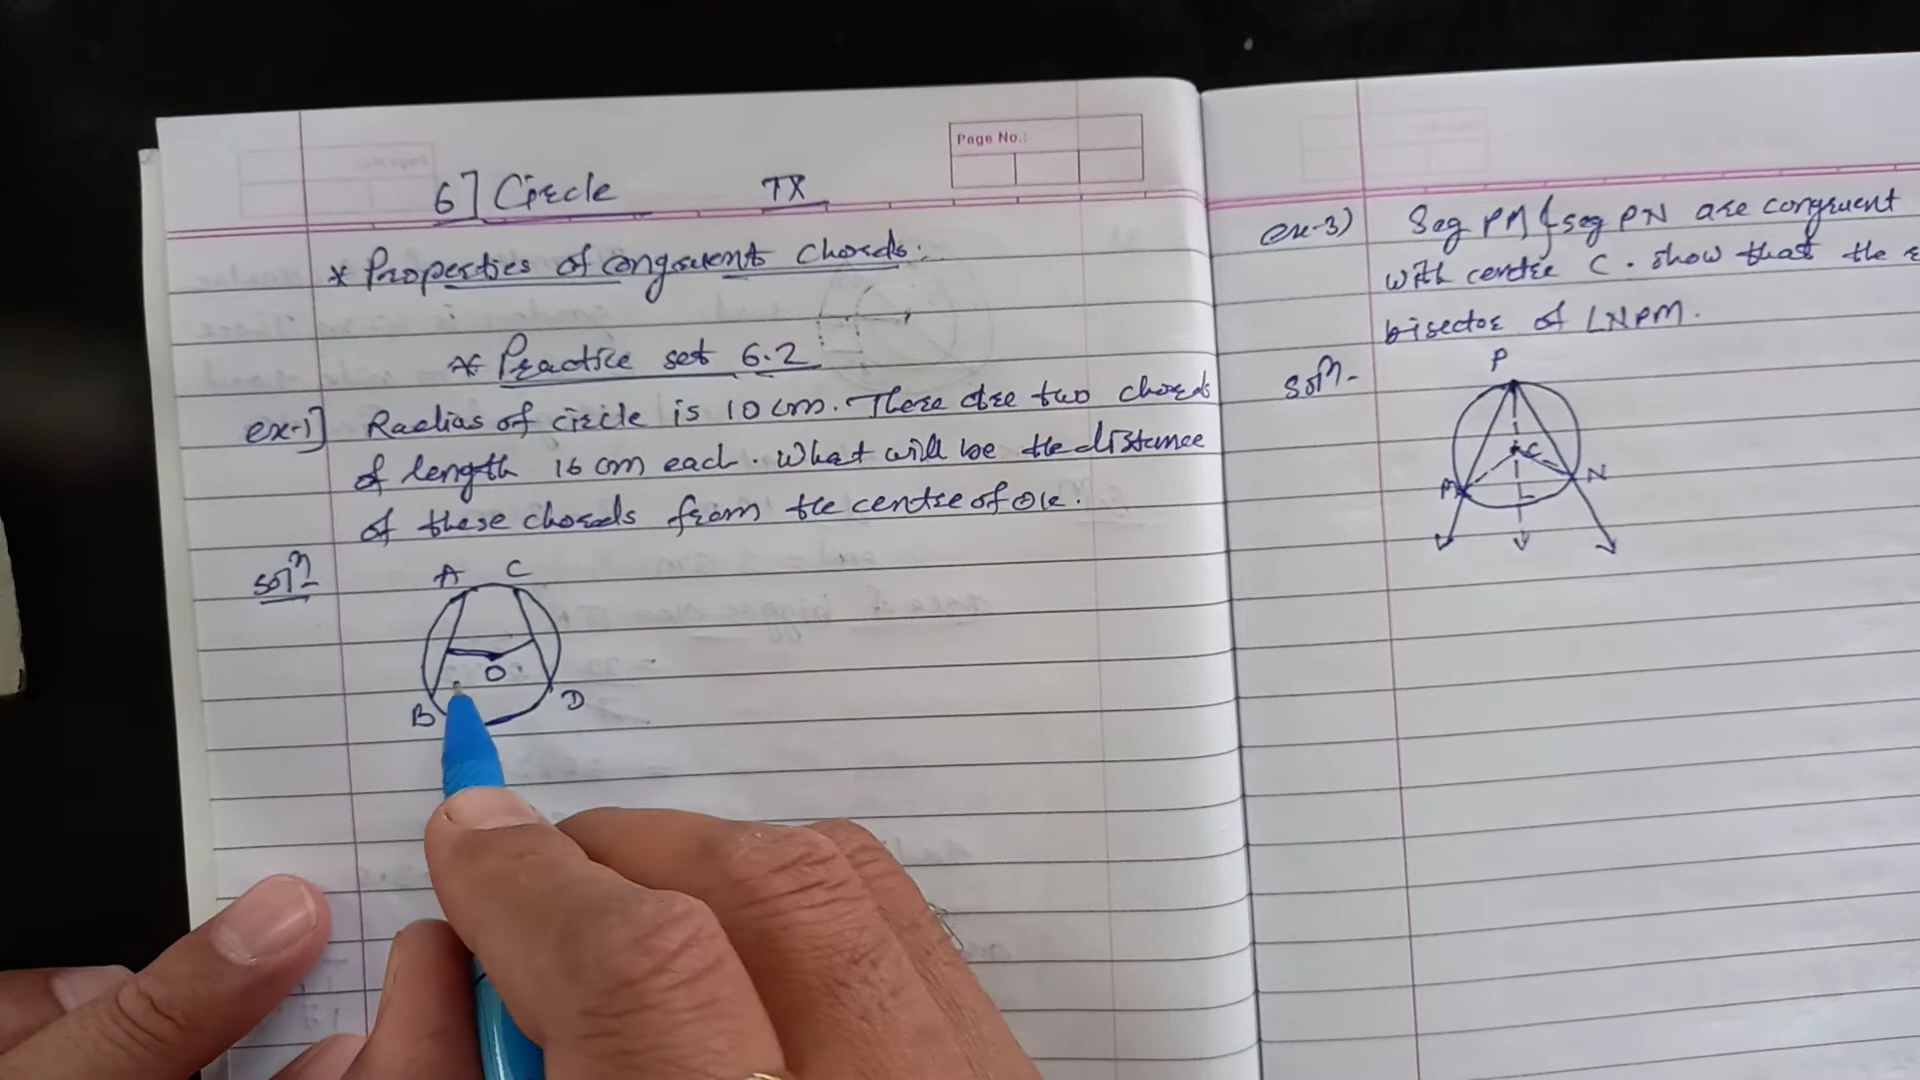 6] Circle 7X
Page No.:
* Properties of congruent chords.
* Practice set 6.2
ex-1] Radias of circle is 10 cm. There are two chords
of length 16 cm each. What will be the distance
of these chords from the centre of
solⁿ
A C
O
B D
ex-3) Seg PM & seg PN are congruent
with centre C. show that the
bisector of ∠NPM.
solⁿ-
P
C
M N
L